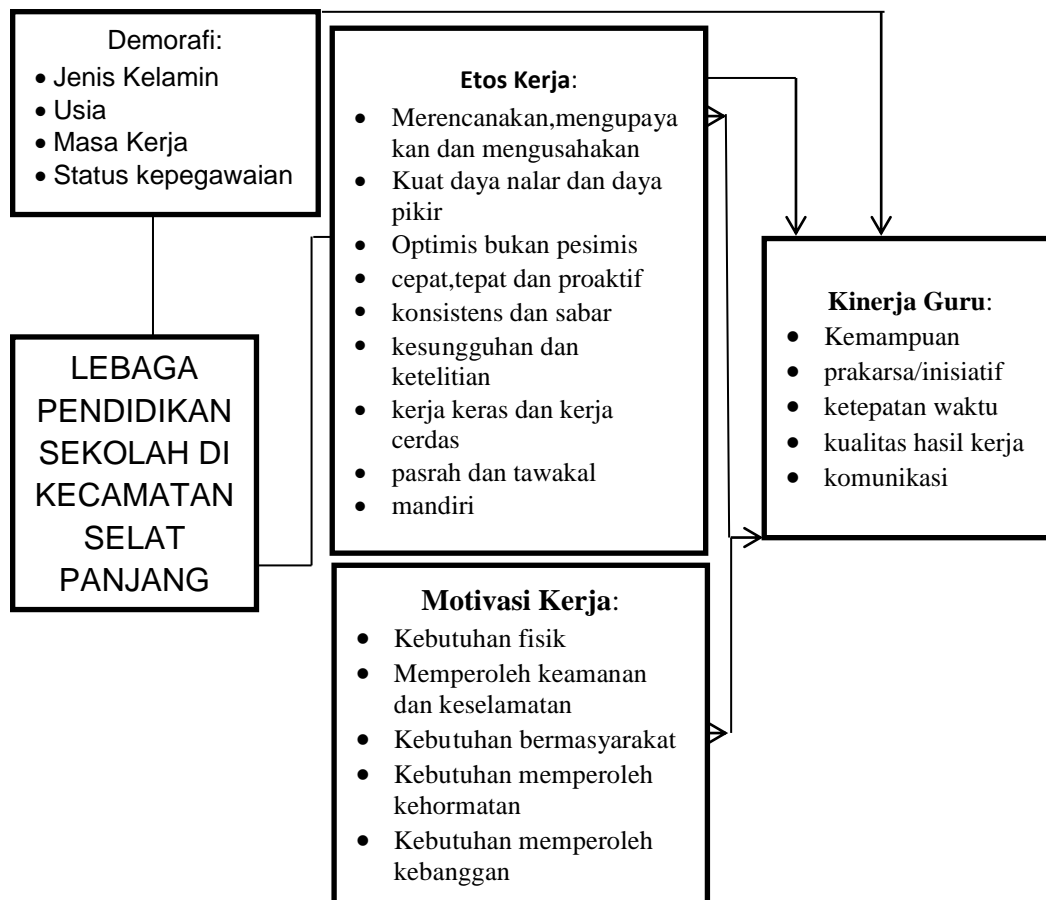 Demorafi:
• Jenis Kelamin
• Usia
• Masa Kerja
• Status kepegawaian
LEBAGA
PENDIDIKAN
SEKOLAH DI
KECAMATAN
SELAT
PANJANG
Etos Kerja:
• Merencanakan,mengupaya
kan dan mengusahakan
• Kuat daya nalar dan daya
pikir
• Optimis bukan pesimis
• cepat,tepat dan proaktif
• konsistens dan sabar
• kesungguhan dan
ketelitian
• kerja keras dan kerja
cerdas
• pasrah dan tawakal
• mandiri
Motivasi Kerja:
• Kebutuhan fisik
• Memperoleh keamanan
dan keselamatan
• Kebutuhan bermasyarakat
• Kebutuhan memperoleh
kehormatan
• Kebutuhan memperoleh
kebanggan
Kinerja Guru:
• Kemampuan
• prakarsa/inisiatif
• ketepatan waktu
• kualitas hasil kerja
• komunikasi